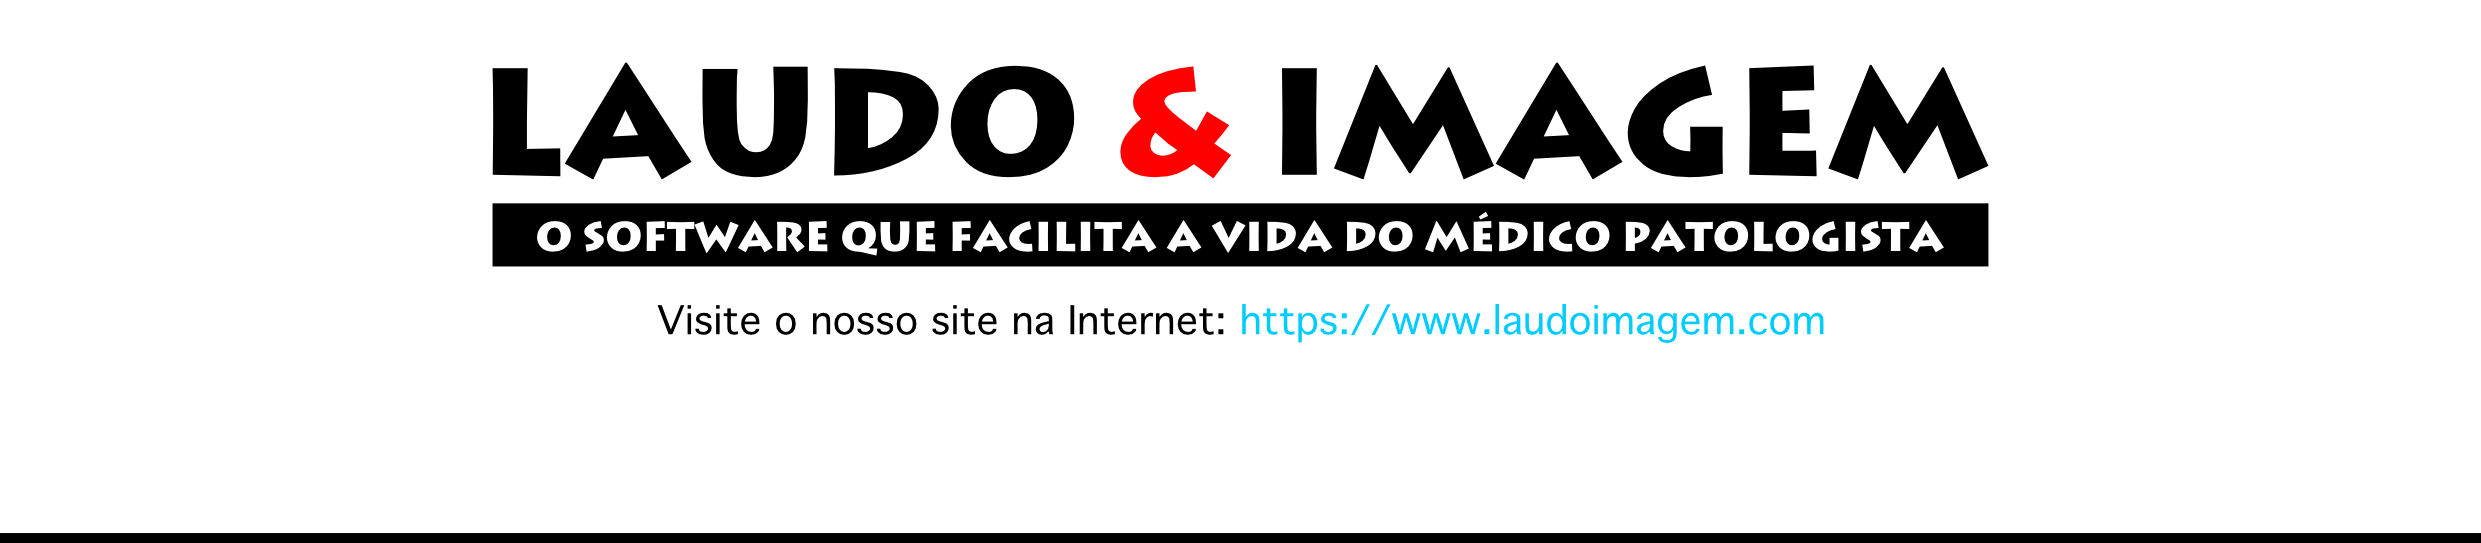 LAUDO & IMAGEM
O SOFTWARE QUE FACILITA A VIDA DO MÉDICO PATOLOGISTA
Visite o nosso site na Internet: https://www.laudoimagem.com